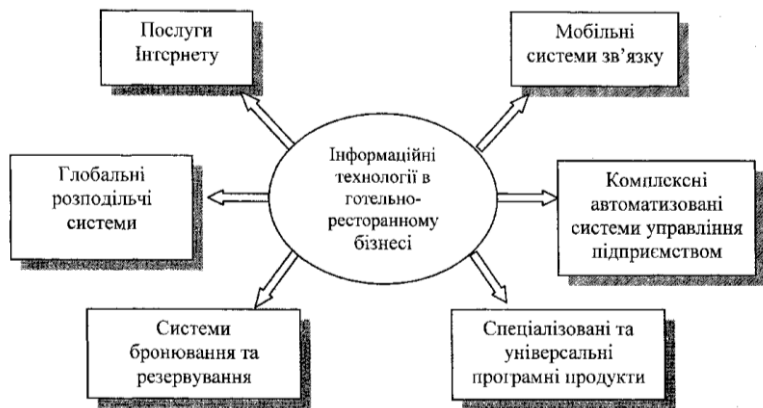 Послуги
Інтернету
Мобільні
системи зв’язку
Інформаційні
технології в
готельно-
ресторанному
бізнесі
Глобальні
розподільчі
системи
Комплексні
автоматизовані
системи управління
підприємством
Системи
бронювання та
резервування
Спеціалізовані та
універсальні
програмні продукти